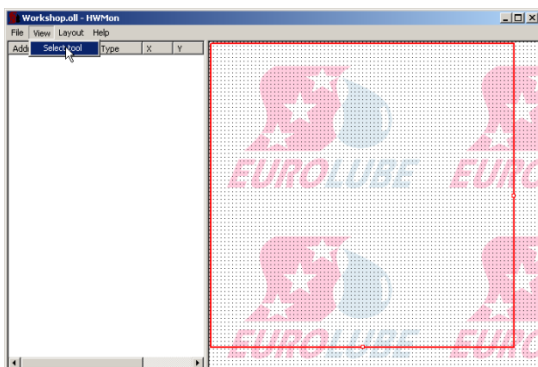 Workshop.oll - HWMon
File View Layout Help
Select tool
Type X Y
EUROLUBE
EUROLUBE